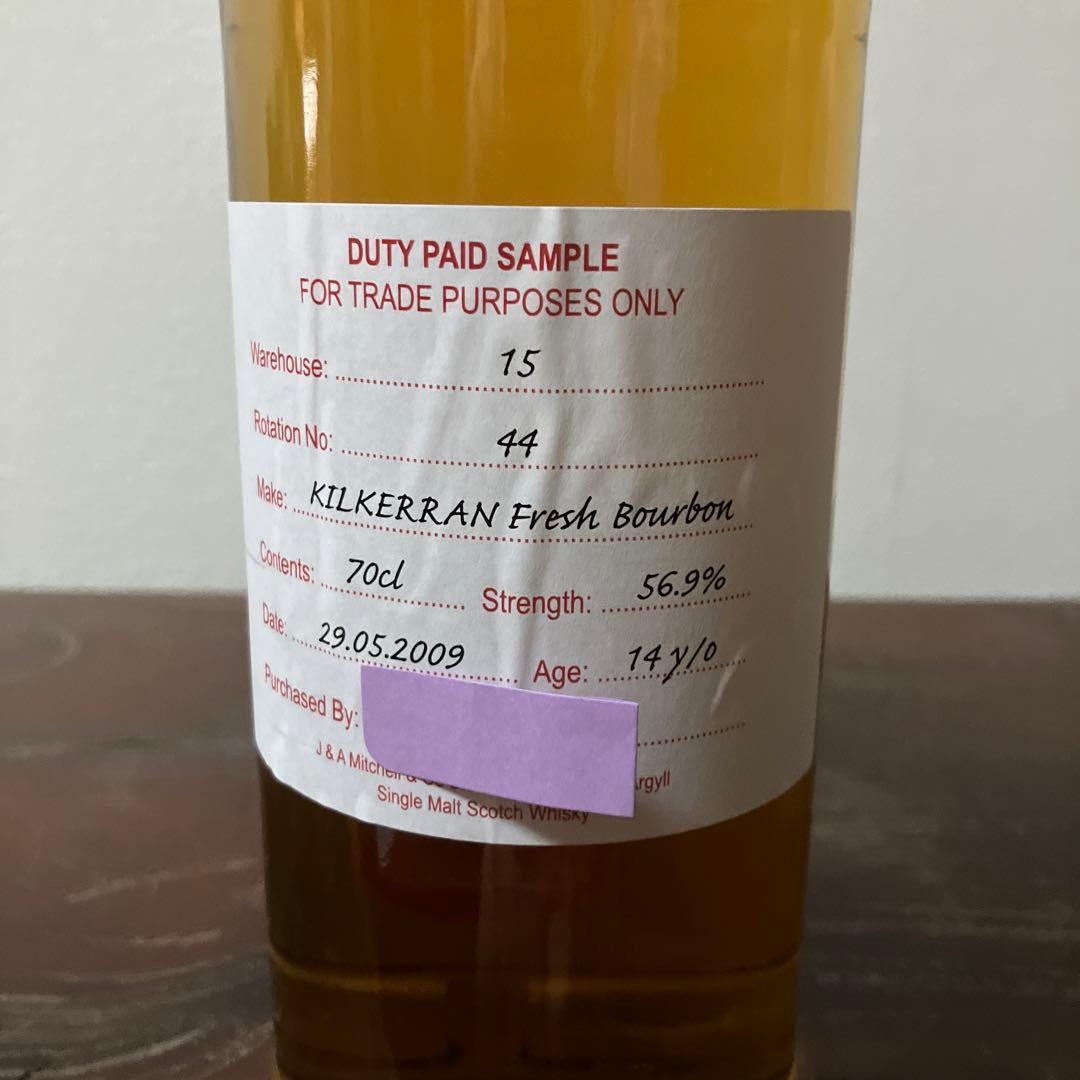 DUTY PAID SAMPLE
FOR TRADE PURPOSES ONLY
Warehouse: 15
Rotation No: 44
Make: KILKERRAN Fresh Bourbon
Contents: 70cl Strength: 56.9%
Date: 29.05.2009 Age: 14 y/o
Purchased By:
J & A Mitchell & Argyll
Single Malt Scotch Whisky